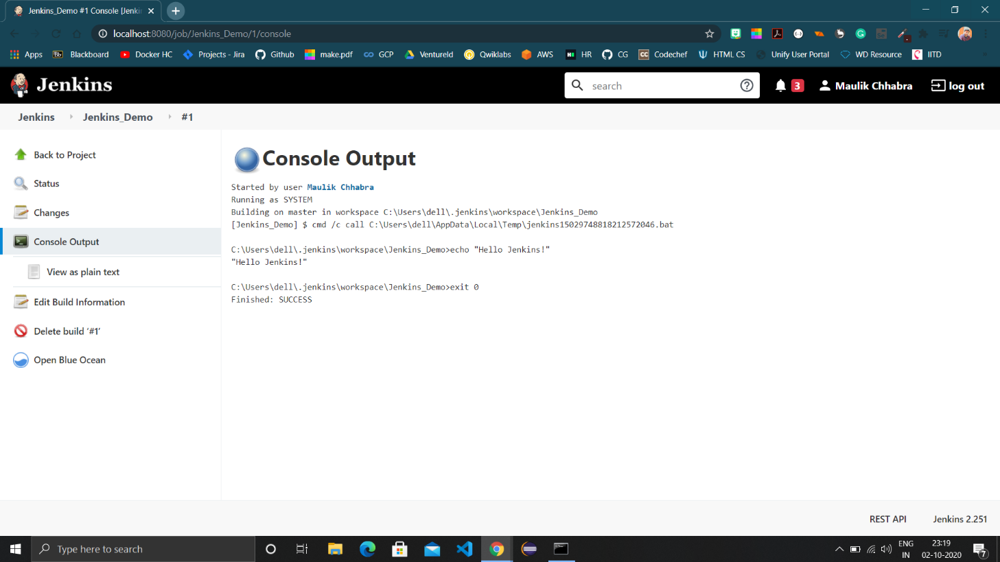 Jenkins_Demo #1 Console [Jenki
localhost:8080/job/Jenkins_Demo/1/console
Apps Blackboard Docker HC Projects - Jira Github make.pdf GCP VentureId Qwiklabs AWS HR CG Codechef HTML CS Unify User Portal WD Resource IITD
Jenkins search 3 Maulik Chhabra log out
Jenkins Jenkins_Demo #1
Back to Project
Status
Changes
Console Output
View as plain text
Edit Build Information
Delete build ‘#1’
Open Blue Ocean
Console Output
Started by user Maulik Chhabra
Running as SYSTEM
Building on master in workspace C:\Users\dell\.jenkins\workspace\Jenkins_Demo
[Jenkins_Demo] $ cmd /c call C:\Users\dell\AppData\Local\Temp\jenkins15029748818212572046.bat
C:\Users\dell\.jenkins\workspace\Jenkins_Demo>echo "Hello Jenkins!"
"Hello Jenkins!"
C:\Users\dell\.jenkins\workspace\Jenkins_Demo>exit 0
Finished: SUCCESS
REST API Jenkins 2.251
Type here to search
ENG
IN
23:19
02-10-2020
7